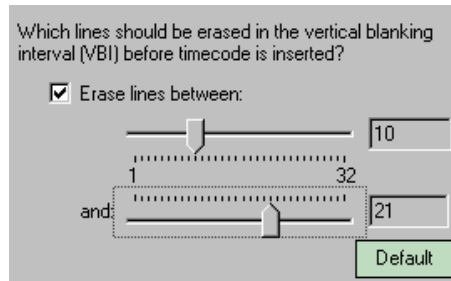 Which lines should be erased in the vertical blanking
interval (VBI) before timecode is inserted?
Erase lines between:
10
1 32
and:
21
Default